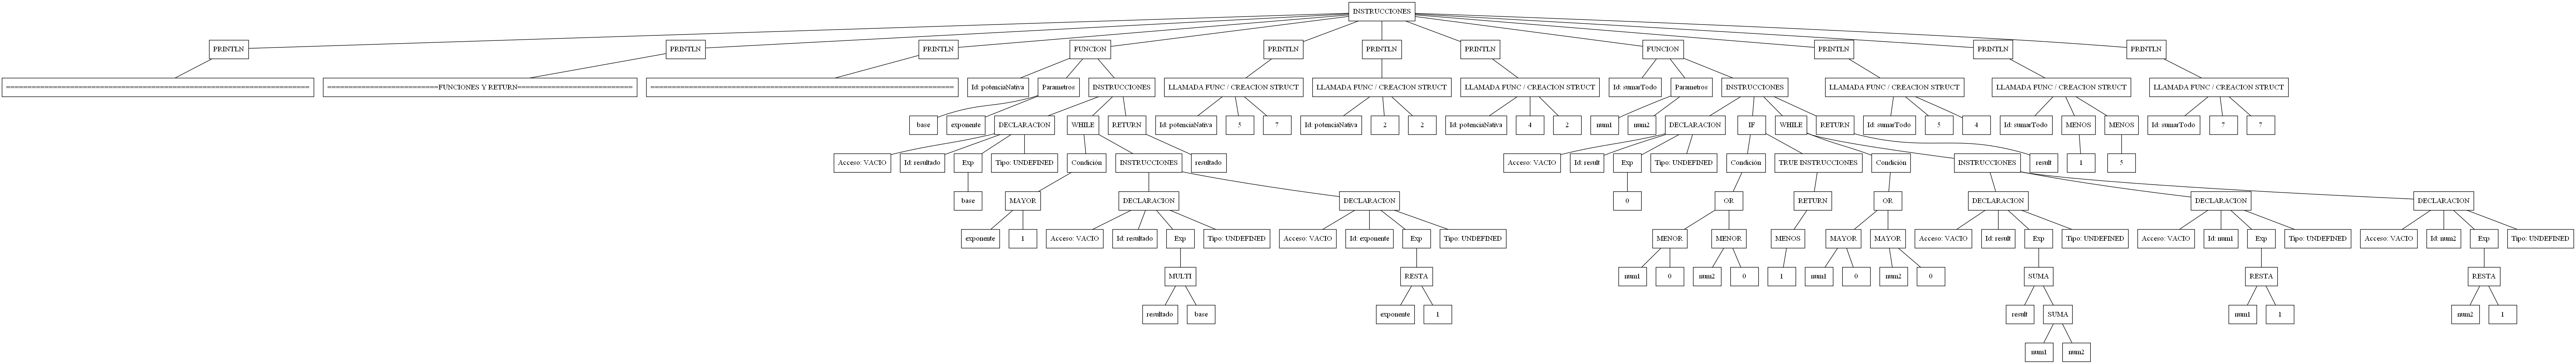 INSTRUCCIONES
PRINTLN PRINTLN PRINTLN FUNCION PRINTLN PRINTLN PRINTLN FUNCION PRINTLN PRINTLN PRINTLN
FUNCIONES Y RETURN Id: potenciaNativa Parametros INSTRUCCIONES LLAMADA FUNC / CREACION STRUCT LLAMADA FUNC / CREACION STRUCT LLAMADA FUNC / CREACION STRUCT Id: sumarTodo Parametros INSTRUCCIONES LLAMADA FUNC / CREACION STRUCT LLAMADA FUNC / CREACION STRUCT LLAMADA FUNC / CREACION STRUCT
base exponente DECLARACION WHILE RETURN Id: potenciaNativa 5 7 Id: potenciaNativa 2 2 Id: potenciaNativa 4 2 num1 num2 DECLARACION IF WHILE RETURN Id: sumarTodo 5 4 Id: sumarTodo MENOS MENOS Id: sumarTodo 7 7
Acceso: VACIO Id: resultado Exp Tipo: UNDEFINED Condición INSTRUCCIONES resultado Acceso: VACIO Id: result Exp Tipo: UNDEFINED Condición TRUE INSTRUCCIONES Condición INSTRUCCIONES result 1 5
base MAYOR DECLARACION DECLARACION 0 OR RETURN OR DECLARACION DECLARACION DECLARACION
exponente 1 Acceso: VACIO Id: resultado Exp Tipo: UNDEFINED Acceso: VACIO Id: exponente Exp Tipo: UNDEFINED MENOR MENOR MENOS MAYOR MAYOR Acceso: VACIO Id: result Exp Tipo: UNDEFINED Acceso: VACIO Id: num1 Exp Tipo: UNDEFINED Acceso: VACIO Id: num2 Exp Tipo: UNDEFINED
MULTI RESTA num1 0 num2 0 1 num1 0 num2 0 SUMA RESTA RESTA
resultado base exponente 1 result SUMA num1 1 num2 1
num1 num2